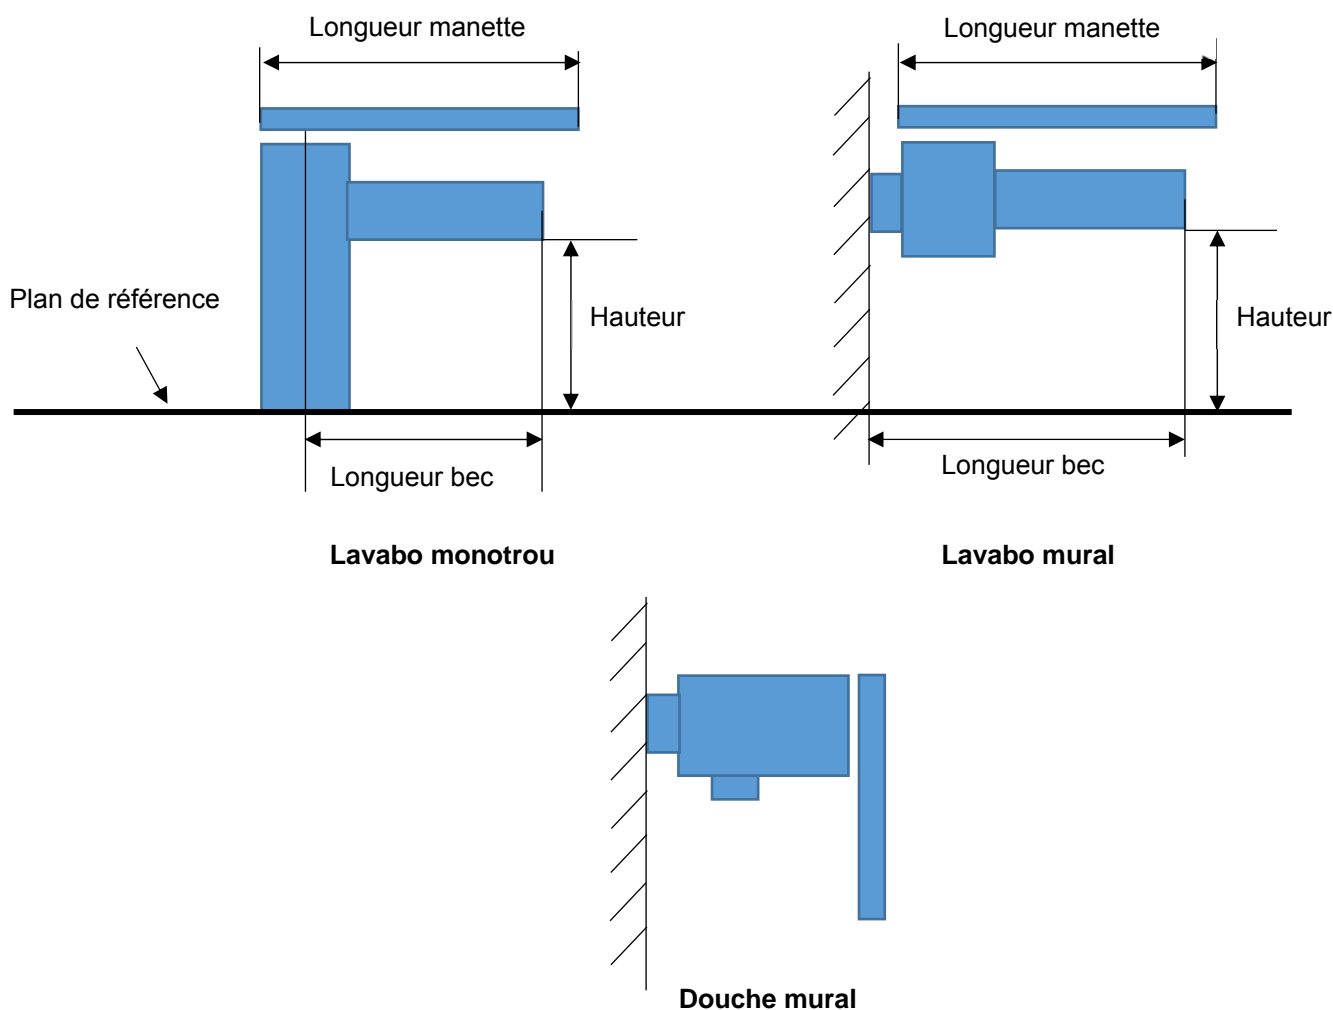 Longueur manette
Longueur manette
Plan de référence
Hauteur
Hauteur
Longueur bec
Longueur bec
Lavabo monotrou
Lavabo mural
Douche mural